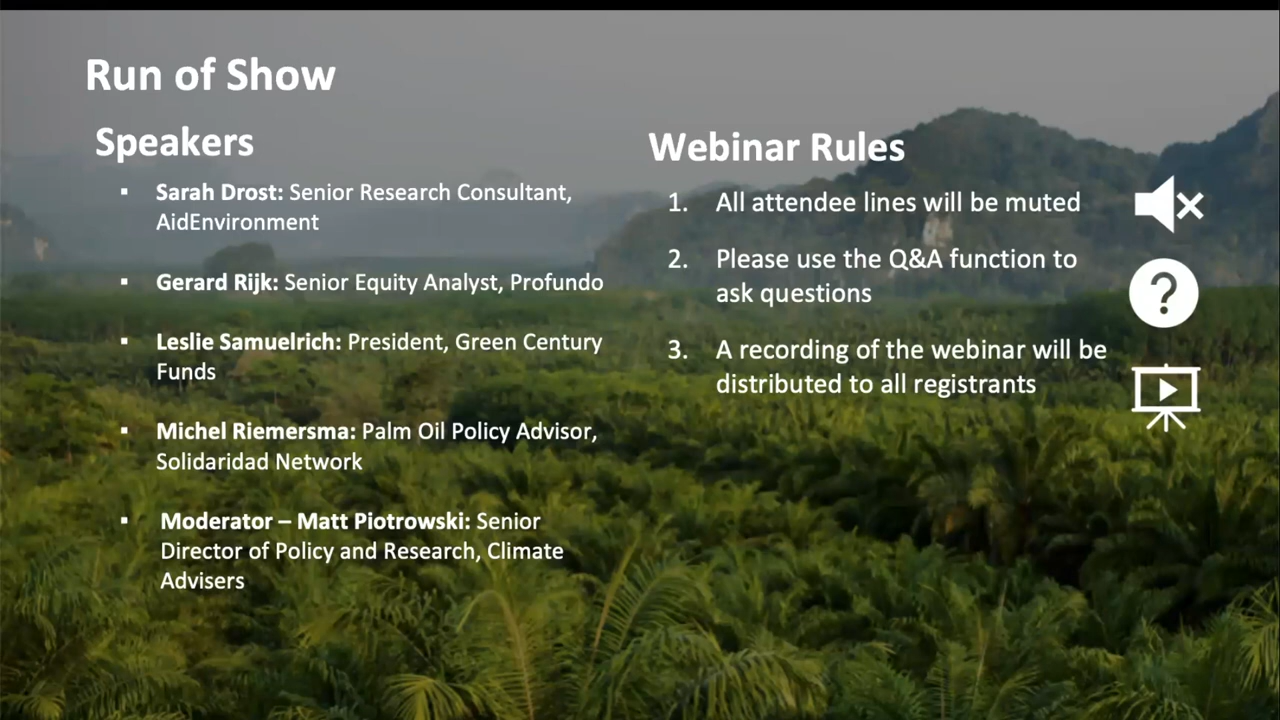 Run of Show
Speakers
▪ Sarah Drost: Senior Research Consultant,
AidEnvironment
▪ Gerard Rijk: Senior Equity Analyst, Profundo
▪ Leslie Samuelrich: President, Green Century
Funds
▪ Michel Riemersma: Palm Oil Policy Advisor,
Solidaridad Network
▪ Moderator – Matt Piotrowski: Senior
Director of Policy and Research, Climate
Advisers
Webinar Rules
1. All attendee lines will be muted
2. Please use the Q&A function to
ask questions
3. A recording of the webinar will be
distributed to all registrants
?